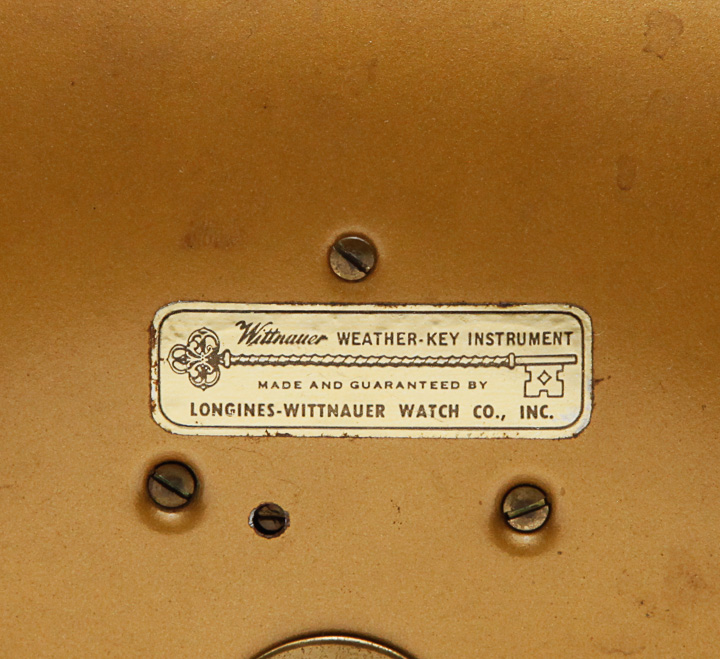 Wittnauer WEATHER-KEY INSTRUMENT
MADE AND GUARANTEED BY
LONGINES-WITTNAUER WATCH CO., INC.